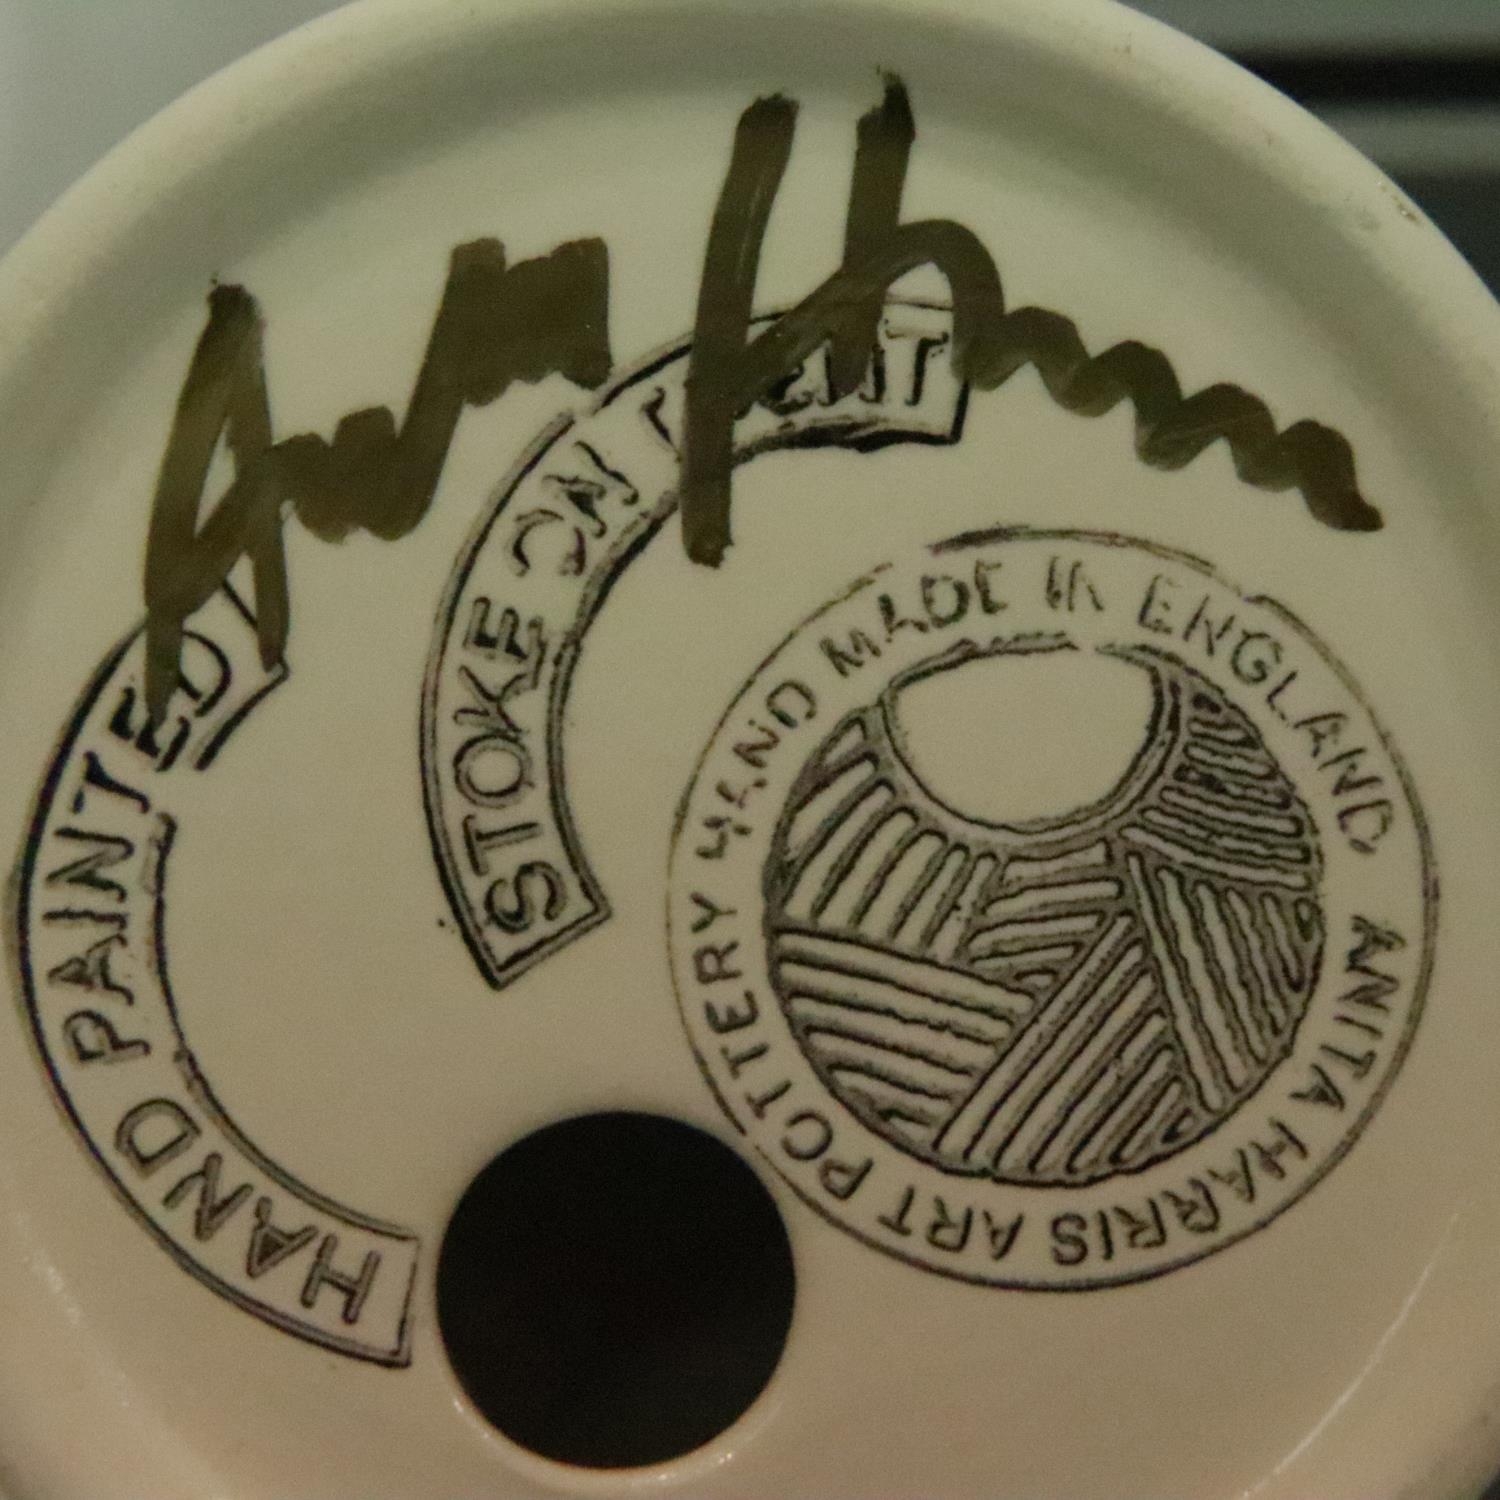 HAND PAINTED
STOKE ON TRENT
HAND MADE IN ENGLAND
ANITA HARRIS ART POTTERY